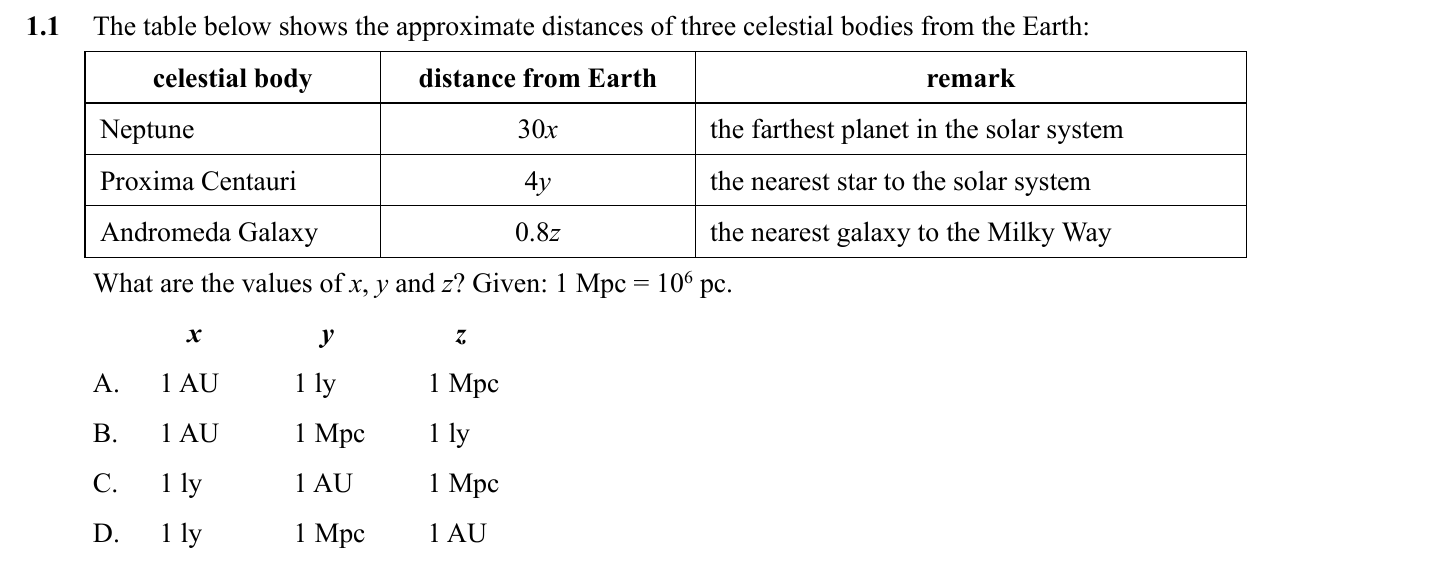 1.1 The table below shows the approximate distances of three celestial bodies from the Earth:
celestial body distance from Earth remark
Neptune 30x the farthest planet in the solar system
Proxima Centauri 4y the nearest star to the solar system
Andromeda Galaxy 0.8z the nearest galaxy to the Milky Way
What are the values of x, y and z? Given: 1 Mpc = 10⁶ pc.
x y z
A. 1 AU 1 ly 1 Mpc
B. 1 AU 1 Mpc 1 ly
C. 1 ly 1 AU 1 Mpc
D. 1 ly 1 Mpc 1 AU